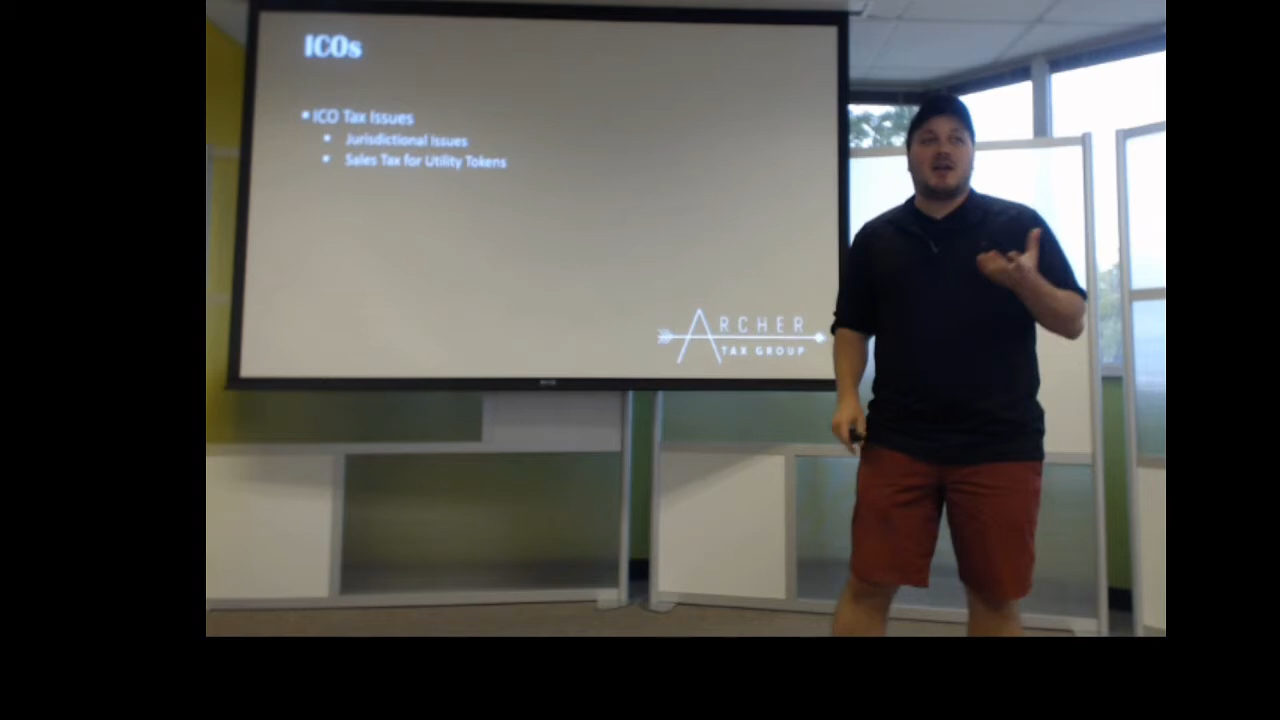 ICOs
ICO Tax Issues
Jurisdictional Issues
Sales Tax for Utility Tokens
ARCHER
TAX GROUP